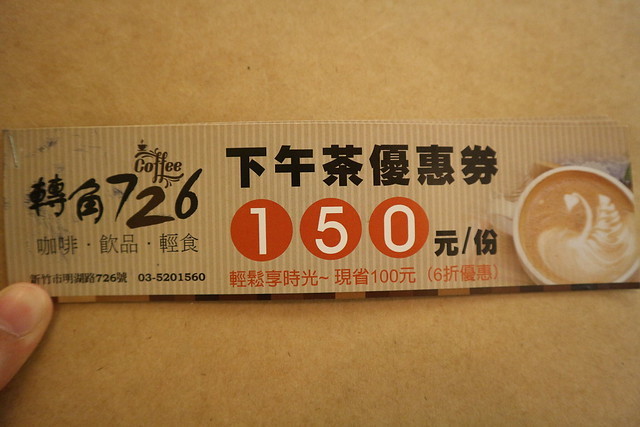 Coffee
轉角726
咖啡·飲品·輕食
新竹市明湖路726號 03-5201560
下午茶優惠券
150元/份
輕鬆享時光~現省100元(6折優惠)